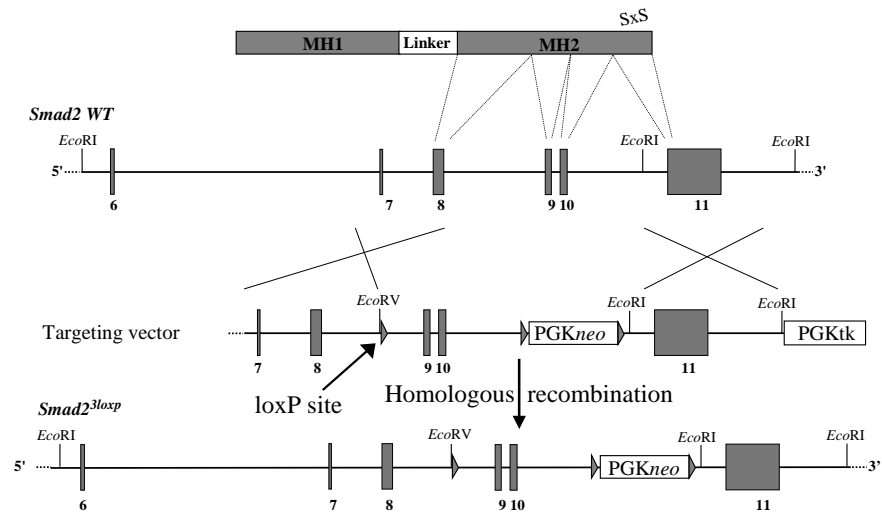 SxS
MH1 Linker MH2
Smad2 WT
EcoRI EcoRI EcoRI
5' 3'
6 7 8 9 10 11
EcoRV EcoRI EcoRI
Targeting vector PGKneo PGKtk
7 8 9 10 11
loxP site Homologous recombination
Smad2^3loxp
EcoRI EcoRV EcoRI EcoRI
5' PGKneo 3’
6 7 8 9 10 11